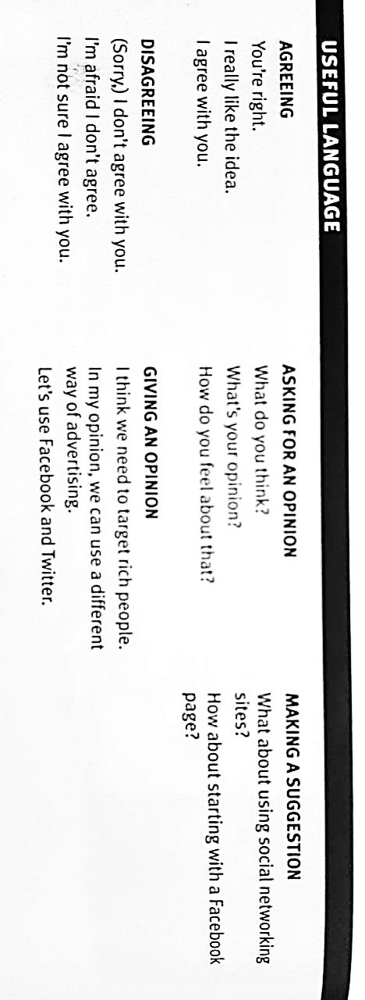 USEFUL LANGUAGE
AGREEING
You're right.
I really like the idea.
I agree with you.
DISAGREEING
(Sorry,) I don't agree with you.
I'm afraid I don't agree.
I'm not sure I agree with you.
ASKING FOR AN OPINION
What do you think?
What's your opinion?
How do you feel about that?
GIVING AN OPINION
I think we need to target rich people.
In my opinion, we can use a different
way of advertising.
Let's use Facebook and Twitter.
MAKING A SUGGESTION
What about using social networking
sites?
How about starting with a Facebook
page?